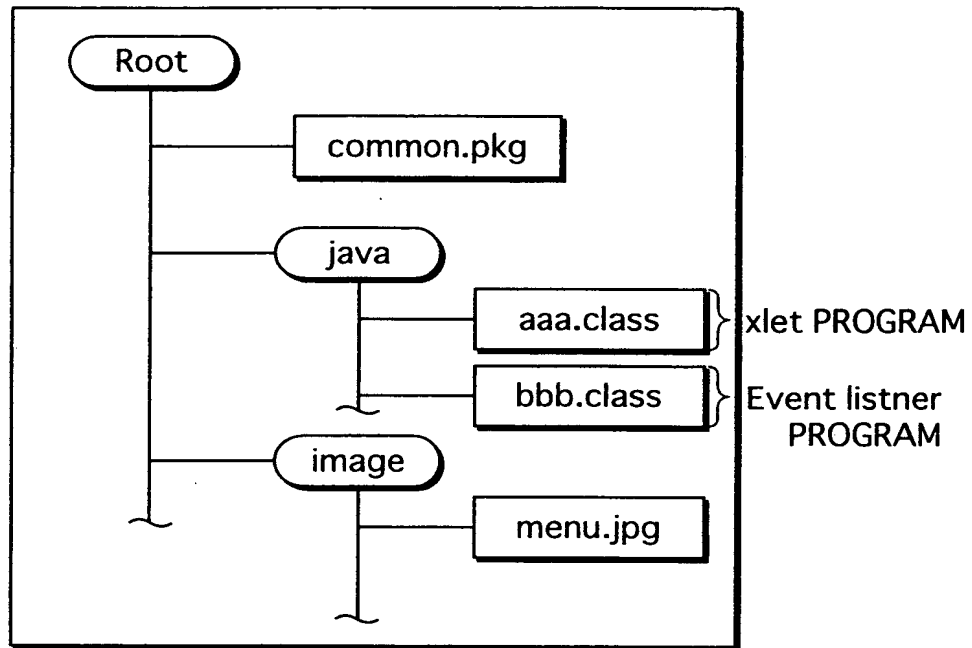 Root
common.pkg
java
aaa.class
xlet PROGRAM
bbb.class
Event listner
PROGRAM
image
menu.jpg